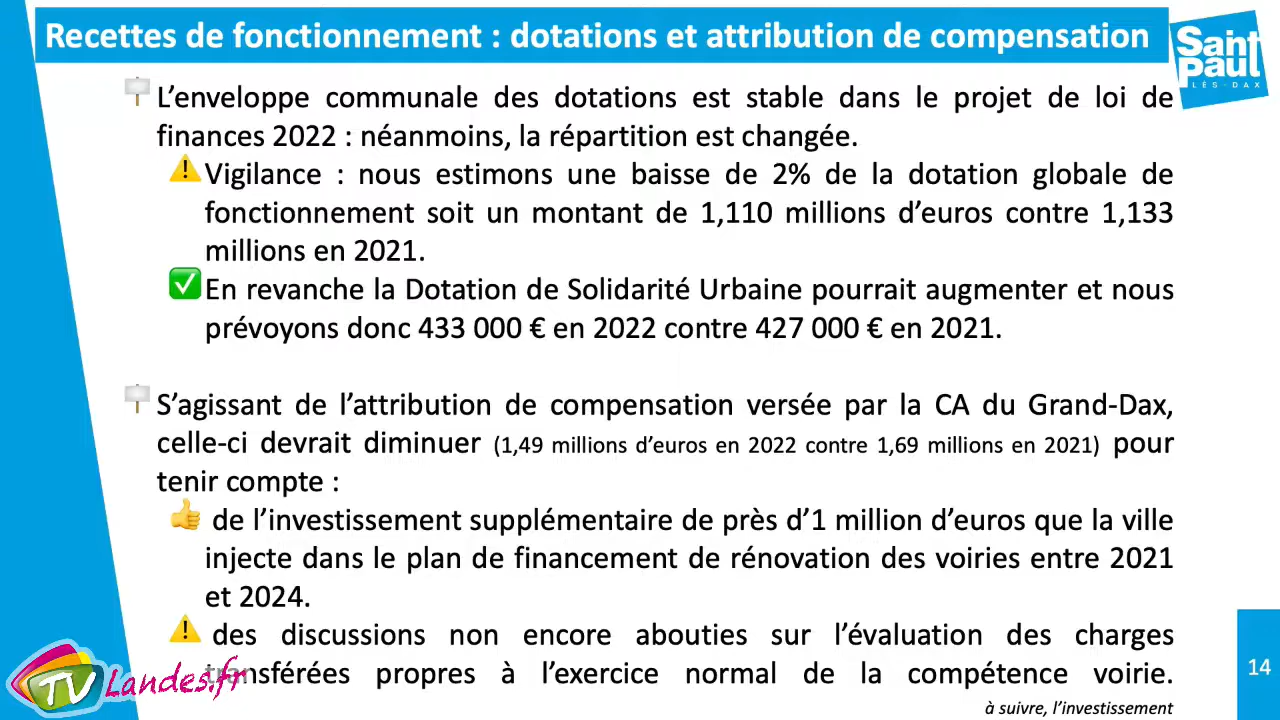 Recettes de fonctionnement : dotations et attribution de compensation
Saint
Paul
LÈS-DAX
L’enveloppe communale des dotations est stable dans le projet de loi de
finances 2022 : néanmoins, la répartition est changée.
Vigilance : nous estimons une baisse de 2% de la dotation globale de
fonctionnement soit un montant de 1,110 millions d’euros contre 1,133
millions en 2021.
En revanche la Dotation de Solidarité Urbaine pourrait augmenter et nous
prévoyons donc 433 000 € en 2022 contre 427 000 € en 2021.
S’agissant de l’attribution de compensation versée par la CA du Grand-Dax,
celle-ci devrait diminuer (1,49 millions d’euros en 2022 contre 1,69 millions en 2021) pour
tenir compte :
de l’investissement supplémentaire de près d’1 million d’euros que la ville
injecte dans le plan de financement de rénovation des voiries entre 2021
et 2024.
des discussions non encore abouties sur l’évaluation des charges
transférées propres à l’exercice normal de la compétence voirie.
à suivre, l’investissement
14
TV Landes.fr